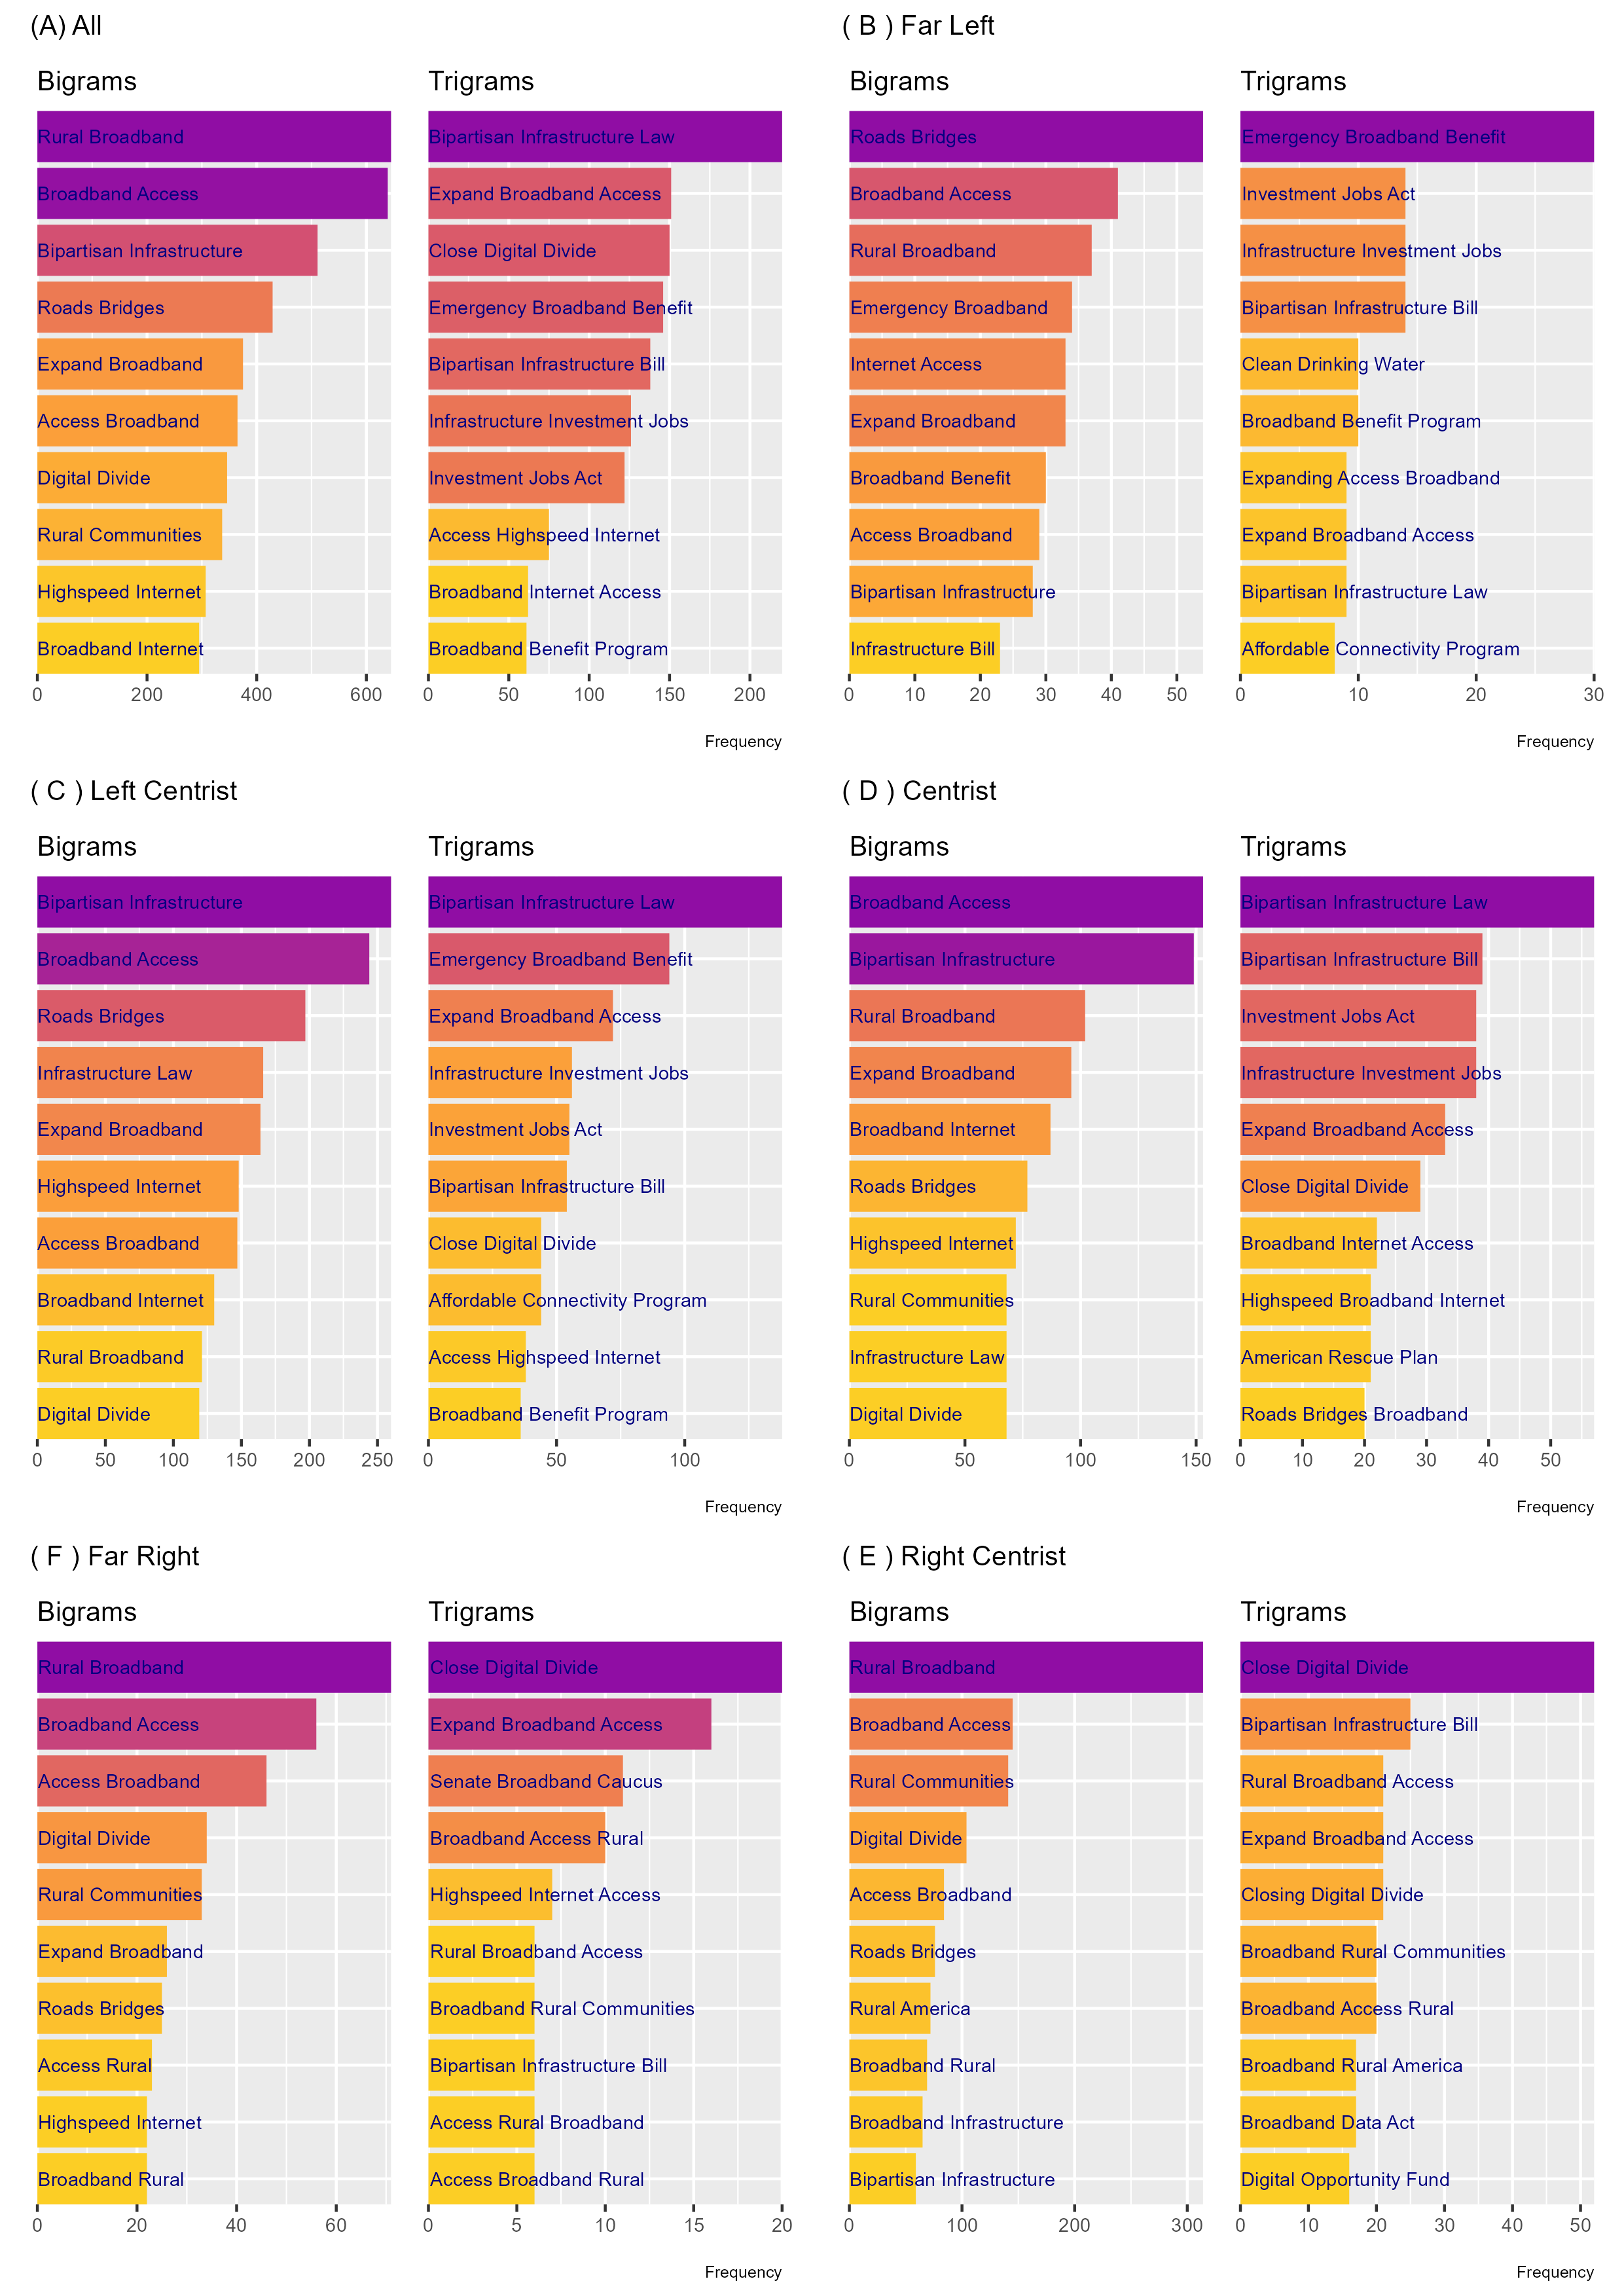 (A) All
Bigrams
Rural Broadband
Broadband Access
Bipartisan Infrastructure
Roads Bridges
Expand Broadband
Access Broadband
Digital Divide
Rural Communities
Highspeed Internet
Broadband Internet
0 200 400 600
Trigrams
Bipartisan Infrastructure Law
Expand Broadband Access
Close Digital Divide
Emergency Broadband Benefit
Bipartisan Infrastructure Bill
Infrastructure Investment Jobs
Investment Jobs Act
Access Highspeed Internet
Broadband Internet Access
Broadband Benefit Program
0 50 100 150 200
Frequency
( B ) Far Left
Bigrams
Roads Bridges
Broadband Access
Rural Broadband
Emergency Broadband
Internet Access
Expand Broadband
Broadband Benefit
Access Broadband
Bipartisan Infrastructure
Infrastructure Bill
0 10 20 30 40 50
Trigrams
Emergency Broadband Benefit
Investment Jobs Act
Infrastructure Investment Jobs
Bipartisan Infrastructure Bill
Clean Drinking Water
Broadband Benefit Program
Expanding Access Broadband
Expand Broadband Access
Bipartisan Infrastructure Law
Affordable Connectivity Program
0 10 20 30
Frequency
( C ) Left Centrist
Bigrams
Bipartisan Infrastructure
Broadband Access
Roads Bridges
Infrastructure Law
Expand Broadband
Highspeed Internet
Access Broadband
Broadband Internet
Rural Broadband
Digital Divide
0 50 100 150 200 250
Trigrams
Bipartisan Infrastructure Law
Emergency Broadband Benefit
Expand Broadband Access
Infrastructure Investment Jobs
Investment Jobs Act
Bipartisan Infrastructure Bill
Close Digital Divide
Affordable Connectivity Program
Access Highspeed Internet
Broadband Benefit Program
0 50 100
Frequency
( D ) Centrist
Bigrams
Broadband Access
Bipartisan Infrastructure
Rural Broadband
Expand Broadband
Broadband Internet
Roads Bridges
Highspeed Internet
Rural Communities
Infrastructure Law
Digital Divide
0 50 100 150
Trigrams
Bipartisan Infrastructure Law
Bipartisan Infrastructure Bill
Investment Jobs Act
Infrastructure Investment Jobs
Expand Broadband Access
Close Digital Divide
Broadband Internet Access
Highspeed Broadband Internet
American Rescue Plan
Roads Bridges Broadband
0 10 20 30 40 50
Frequency
( F ) Far Right
Bigrams
Rural Broadband
Broadband Access
Access Broadband
Digital Divide
Rural Communities
Expand Broadband
Roads Bridges
Access Rural
Highspeed Internet
Broadband Rural
0 20 40 60
Trigrams
Close Digital Divide
Expand Broadband Access
Senate Broadband Caucus
Broadband Access Rural
Highspeed Internet Access
Rural Broadband Access
Broadband Rural Communities
Bipartisan Infrastructure Bill
Access Rural Broadband
Access Broadband Rural
0 5 10 15 20
Frequency
( E ) Right Centrist
Bigrams
Rural Broadband
Broadband Access
Rural Communities
Digital Divide
Access Broadband
Roads Bridges
Rural America
Broadband Rural
Broadband Infrastructure
Bipartisan Infrastructure
0 100 200 300
Trigrams
Close Digital Divide
Bipartisan Infrastructure Bill
Rural Broadband Access
Expand Broadband Access
Closing Digital Divide
Broadband Rural Communities
Broadband Access Rural
Broadband Rural America
Broadband Data Act
Digital Opportunity Fund
0 10 20 30 40 50
Frequency